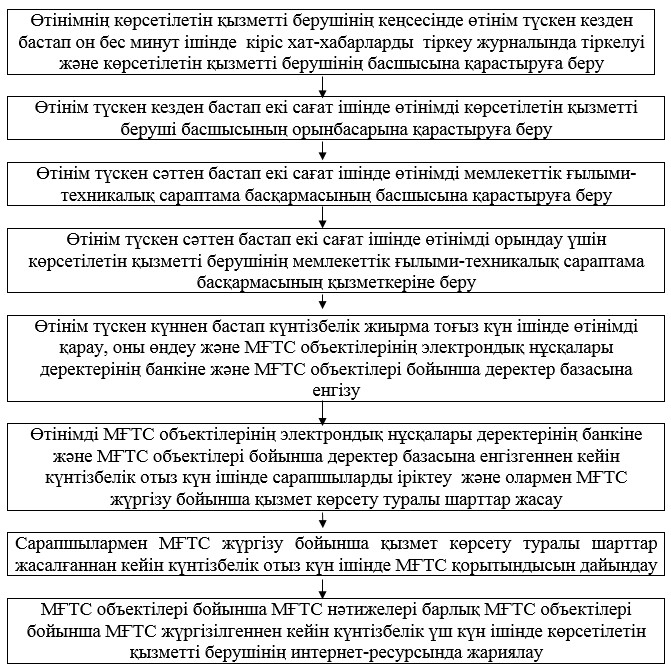 Өтінімнің көрсетілетін қызметті берушінің кеңсесінде өтінім түскен кезден
бастап он бес минут ішінде кіріс хат-хабарларды тіркеу журналында тіркелуі
және көрсетілетін қызметті берушінің басшысына қарастыруға беру
Өтінім түскен кезден бастап екі сағат ішінде өтінімді көрсетілетін қызметті
беруші басшысының орынбасарына қарастыруға беру
Өтінім түскен сәттен бастап екі сағат ішінде өтінімді мемлекеттік ғылыми-
техникалық сараптама басқармасының басшысына қарастыруға беру
Өтінім түскен сәттен бастап екі сағат ішінде өтінімді орындау үшін
көрсетілетін қызметті берушінің мемлекеттік ғылыми-техникалық сараптама
басқармасының қызметкеріне беру
Өтінім түскен күннен бастап күнтізбелік жиырма тоғыз күн ішінде өтінімді
қарау, оны өңдеу және МҒТС объектілерінің электрондық нұсқалары
деректерінің банкіне және МҒТС объектілері бойынша деректер базасына
енгізу
Өтінімді МҒТС объектілерінің электрондық нұсқалары деректерінің банкіне
және МҒТС объектілері бойынша деректер базасына енгізгеннен кейін
күнтізбелік отыз күн ішінде сарапшыларды іріктеу және олармен МҒТС
жүргізу бойынша қызмет көрсету туралы шарттар жасау
Сарапшылармен МҒТС жүргізу бойынша қызмет көрсету туралы шарттар
жасалғаннан кейін күнтізбелік отыз күн ішінде МҒТС қорытындысын дайындау
МҒТС объектілері бойынша МҒТС нәтижелері барлық МҒТС объектілері
бойынша МҒТС жүргізілгеннен кейін күнтізбелік үш күн ішінде көрсетілетін
қызметті берушінің интернет-ресурсында жариялау